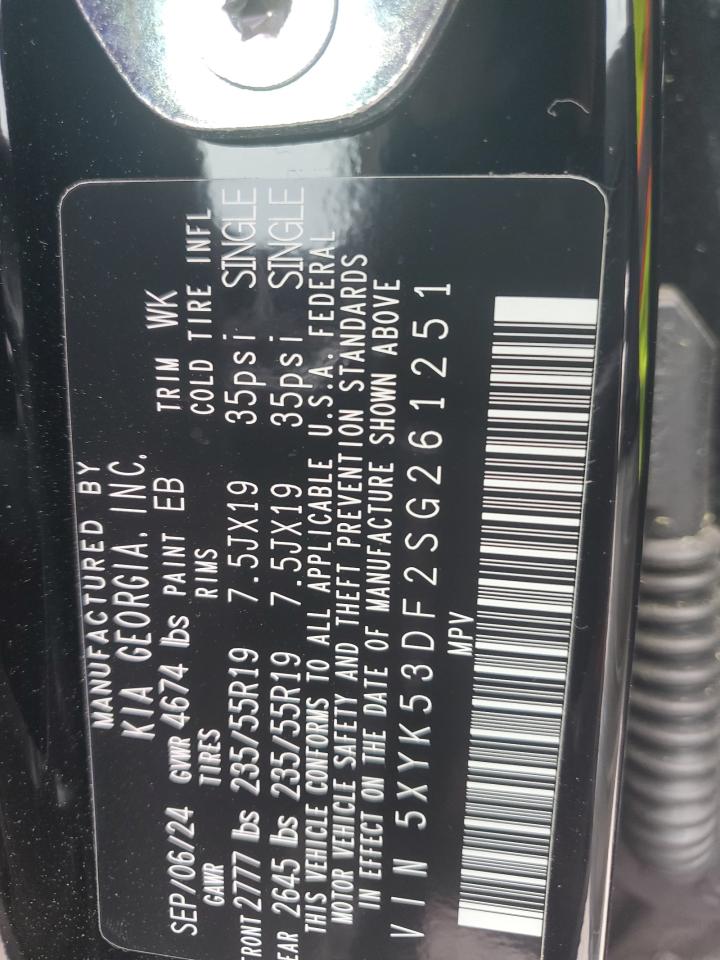 MANUFACTURED BY
KIA GEORGIA, INC.
SEP/06/24 GVWR 4674 lbs PAINT EB TRIM WK
GAWR TIRES RIMS COLD TIRE INFL
FRONT 2777 lbs 235/55R19 7.5JX19 35psi SINGLE
REAR 2645 lbs 235/55R19 7.5JX19 35psi SINGLE
THIS VEHICLE CONFORMS TO ALL APPLICABLE U.S.A. FEDERAL
MOTOR VEHICLE SAFETY AND THEFT PREVENTION STANDARDS
IN EFFECT ON THE DATE OF MANUFACTURE SHOWN ABOVE
VIN 5XYK53DF2SG261251
MPV